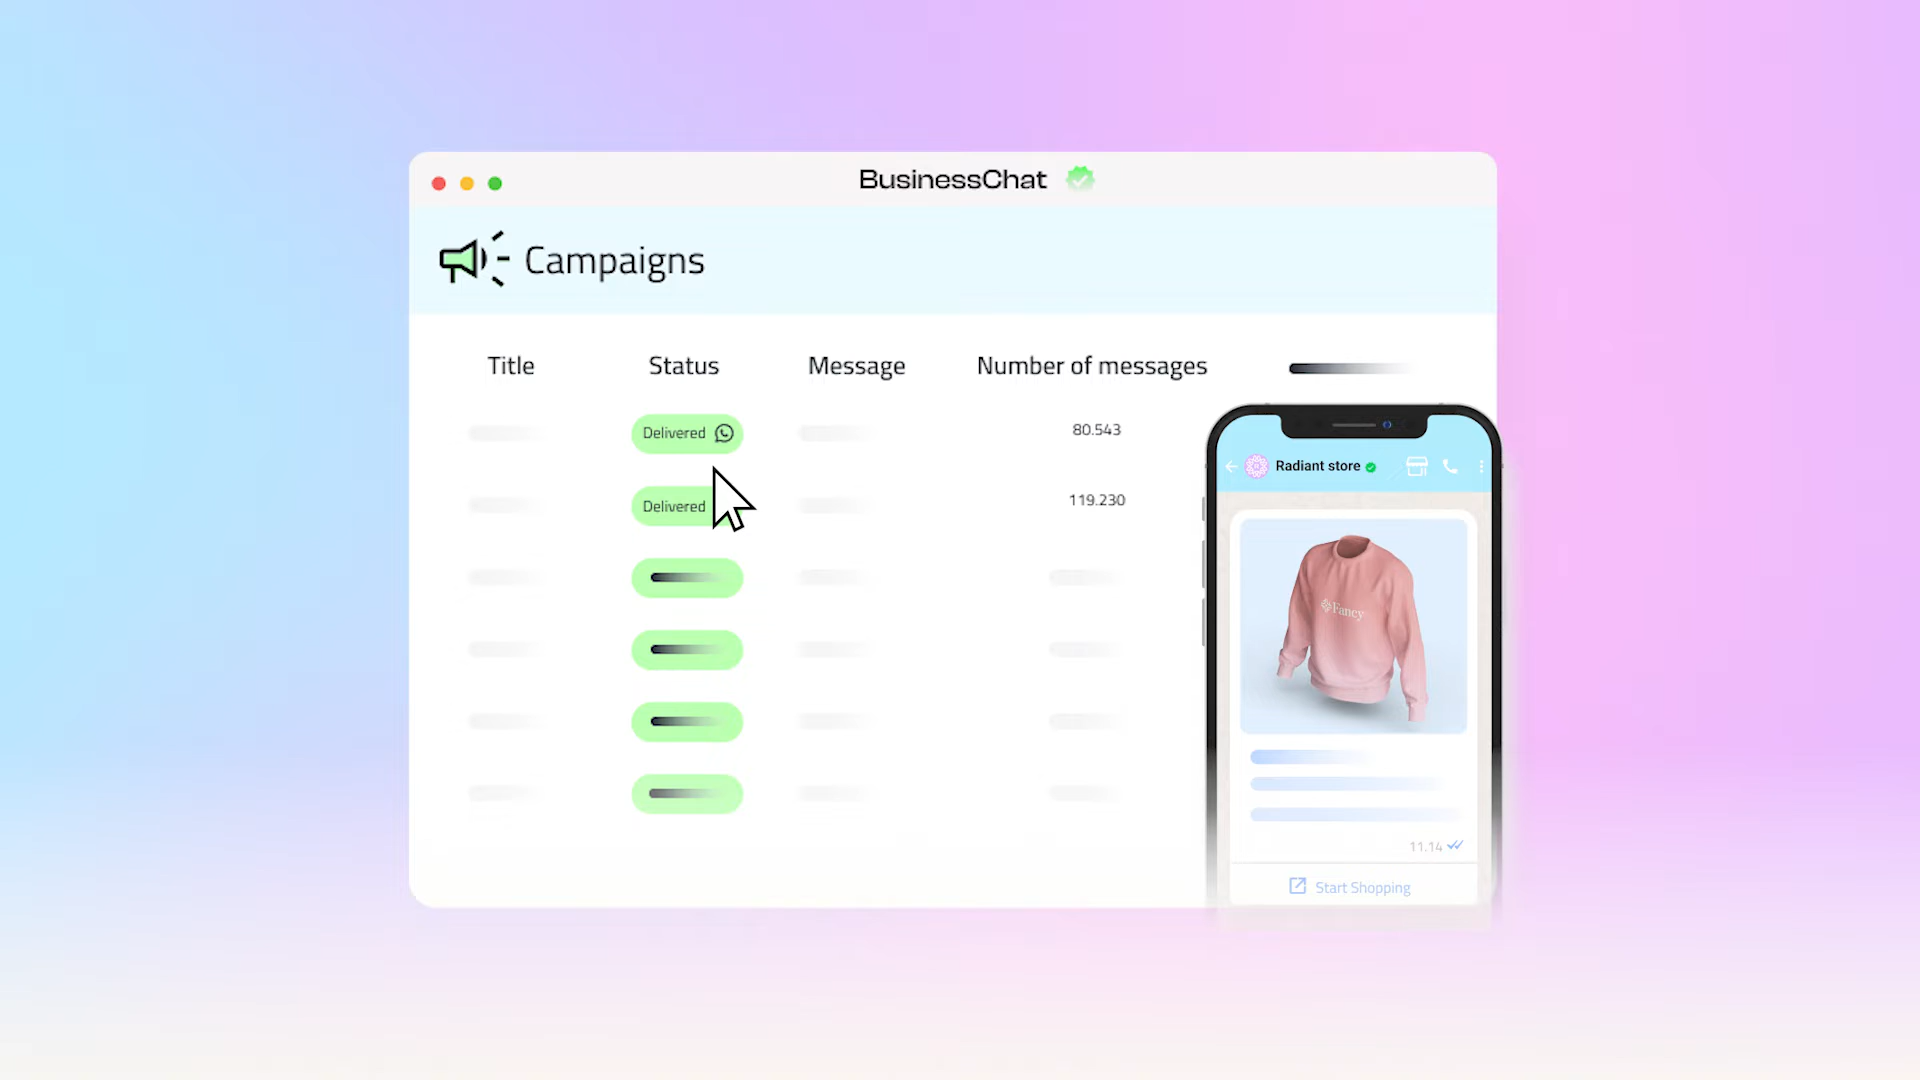 BusinessChat
Campaigns
Title Status Message Number of messages
Delivered 80.543
Delivered 119.230
Radiant store
Fancy
11.14
Start Shopping